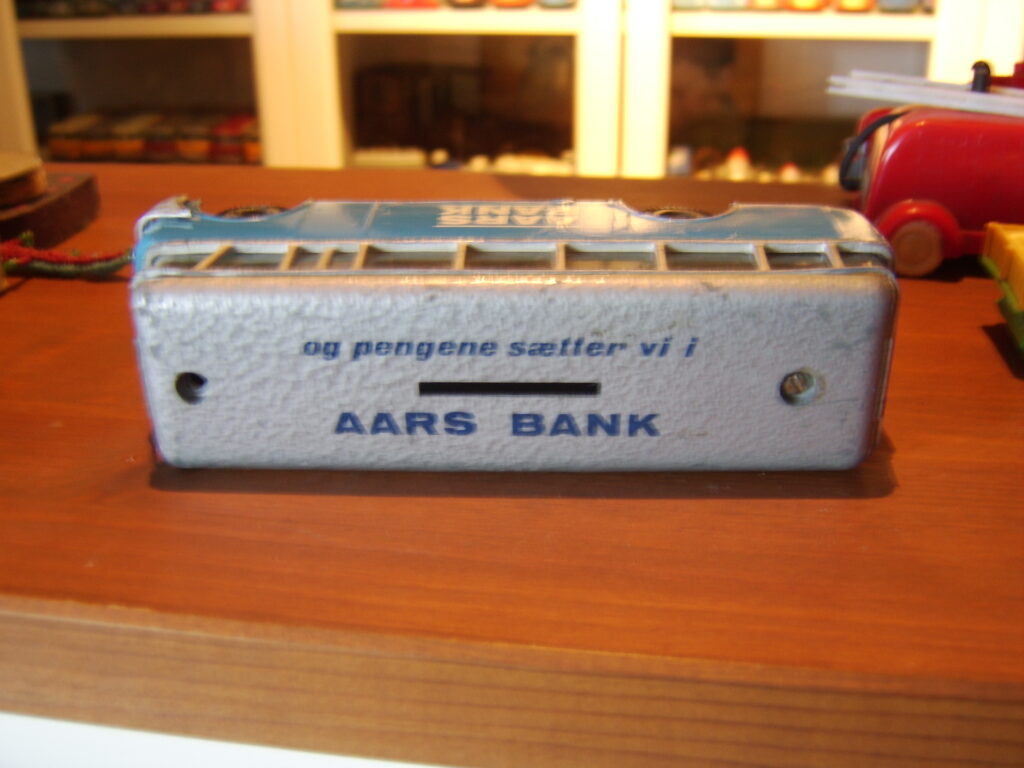 og pengene sætter vi i
AARS BANK